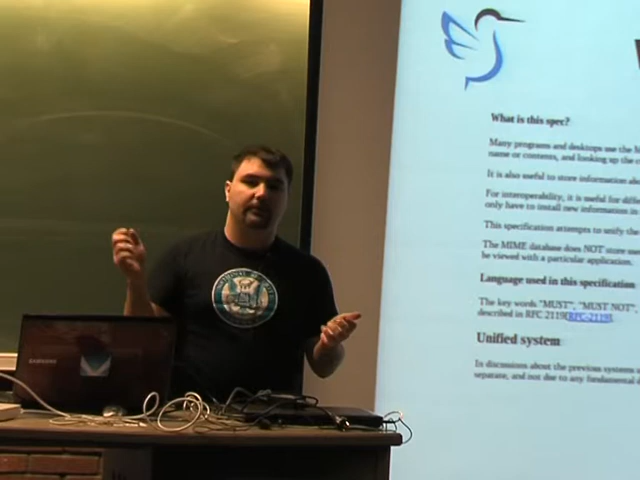 What is this spec?
Many programs and desktops use the
name or contents, and looking up the
It is also useful to store information
For interoperability, it is useful for
only have to install new information
This specification attempts to unify the
The MIME database does NOT store
be viewed with a particular application.
Language used in this specification
The key words "MUST", "MUST NOT",
described in RFC 2119[RFC-2119].
Unified system
In discussions about the previous systems
separate, and not due to any fundamental
SAMSUNG
NATIONAL